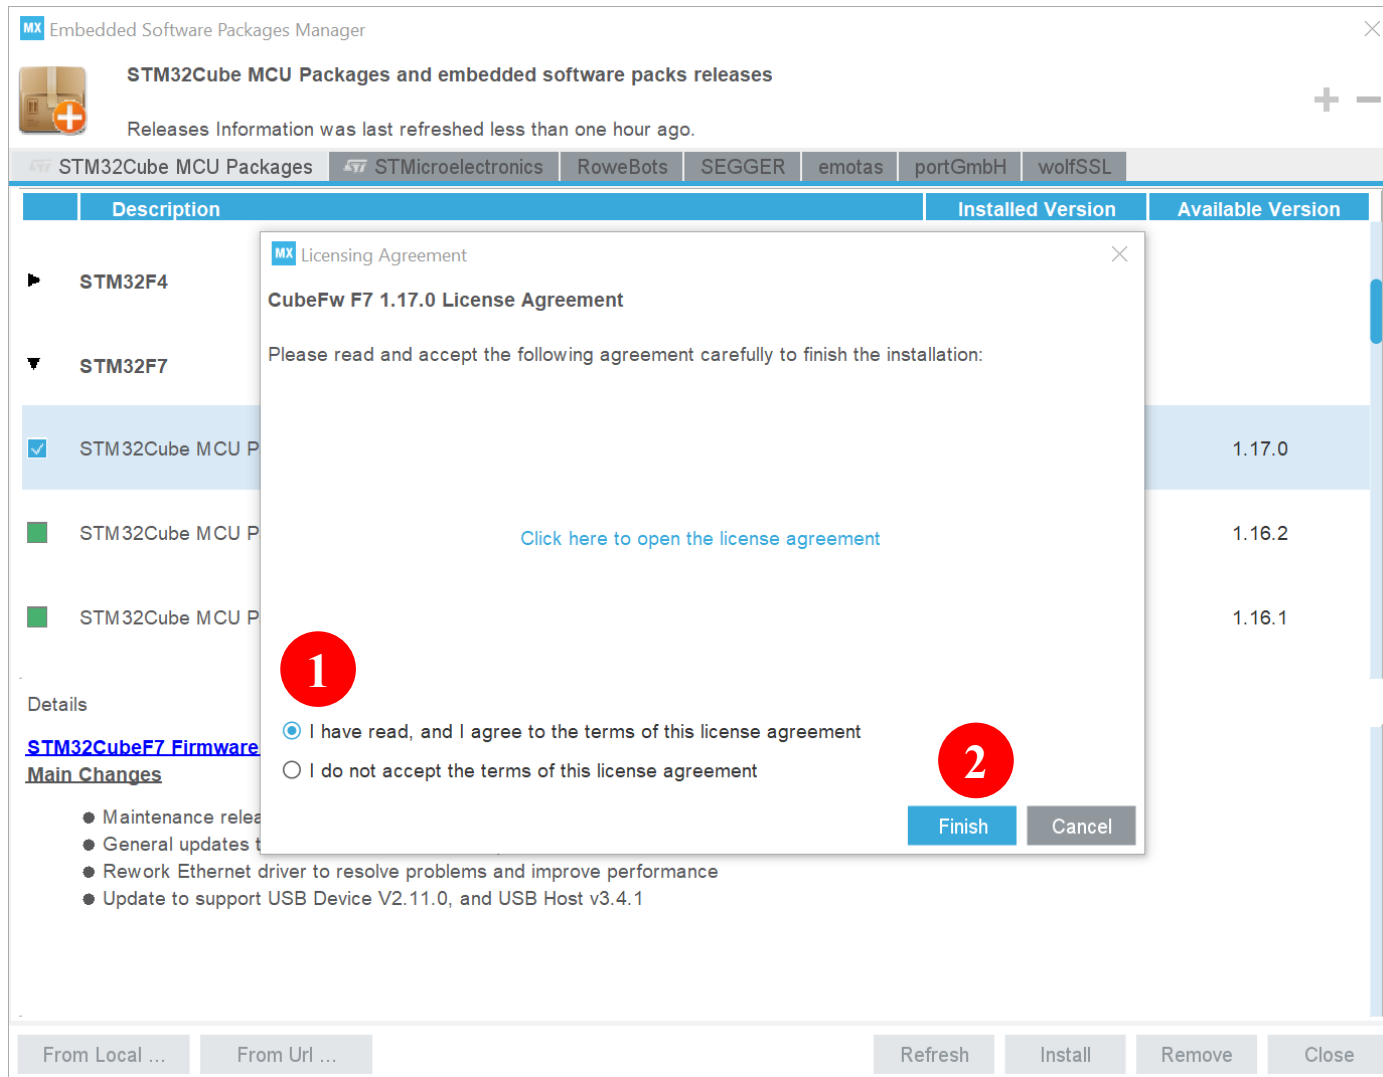 MX Embedded Software Packages Manager
STM32Cube MCU Packages and embedded software packs releases
Releases Information was last refreshed less than one hour ago.
STM32Cube MCU Packages STMicroelectronics RoweBots SEGGER emotas portGmbH wolfSSL
Description Installed Version Available Version
MX Licensing Agreement
STM32F4
CubeFw F7 1.17.0 License Agreement
STM32F7
Please read and accept the following agreement carefully to finish the installation:
STM32Cube MCU P 1.17.0
STM32Cube MCU P 1.16.2
Click here to open the license agreement
STM32Cube MCU P 1.16.1
1
Details
I have read, and I agree to the terms of this license agreement
STM32CubeF7 Firmware
2
Main Changes
I do not accept the terms of this license agreement
Maintenance relea
Finish Cancel
General updates t
Rework Ethernet driver to resolve problems and improve performance
Update to support USB Device V2.11.0, and USB Host v3.4.1
From Local ... From Url ... Refresh Install Remove Close